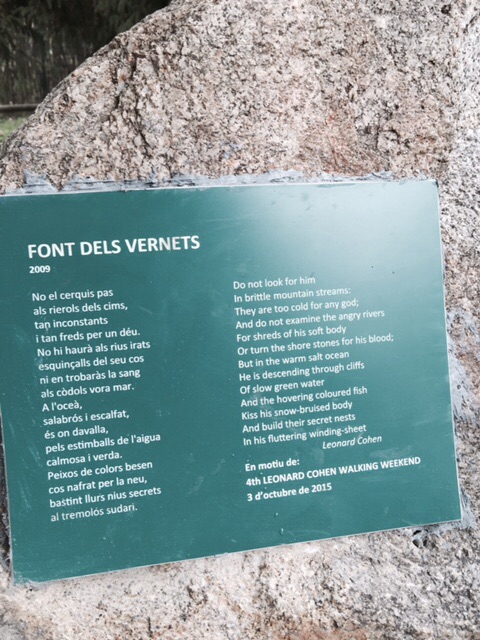 FONT DELS VERNETS
2009
No el cerquis pas
als rierols dels cims,
tan inconstants
i tan freds per un déu.
No hi haurà als rius irats
esquinçalls del seu cos
ni en trobaràs la sang
als còdols vora mar.
A l'oceà,
salabrós i escalfat,
és on davalla,
pels estimballs de l'aigua
calmosa i verda.
Peixos de colors besen
cos nafrat per la neu,
bastint llurs nius secrets
al tremolós sudari.
Do not look for him
In brittle mountain streams:
They are too cold for any god;
And do not examine the angry rivers
For shreds of his soft body
Or turn the shore stones for his blood;
But in the warm salt ocean
He is descending through cliffs
Of slow green water
And the hovering coloured fish
Kiss his snow-bruised body
And build their secret nests
In his fluttering winding-sheet
Leonard Cohen
En motiu de:
4th LEONARD COHEN WALKING WEEKEND
3 d'octubre de 2015